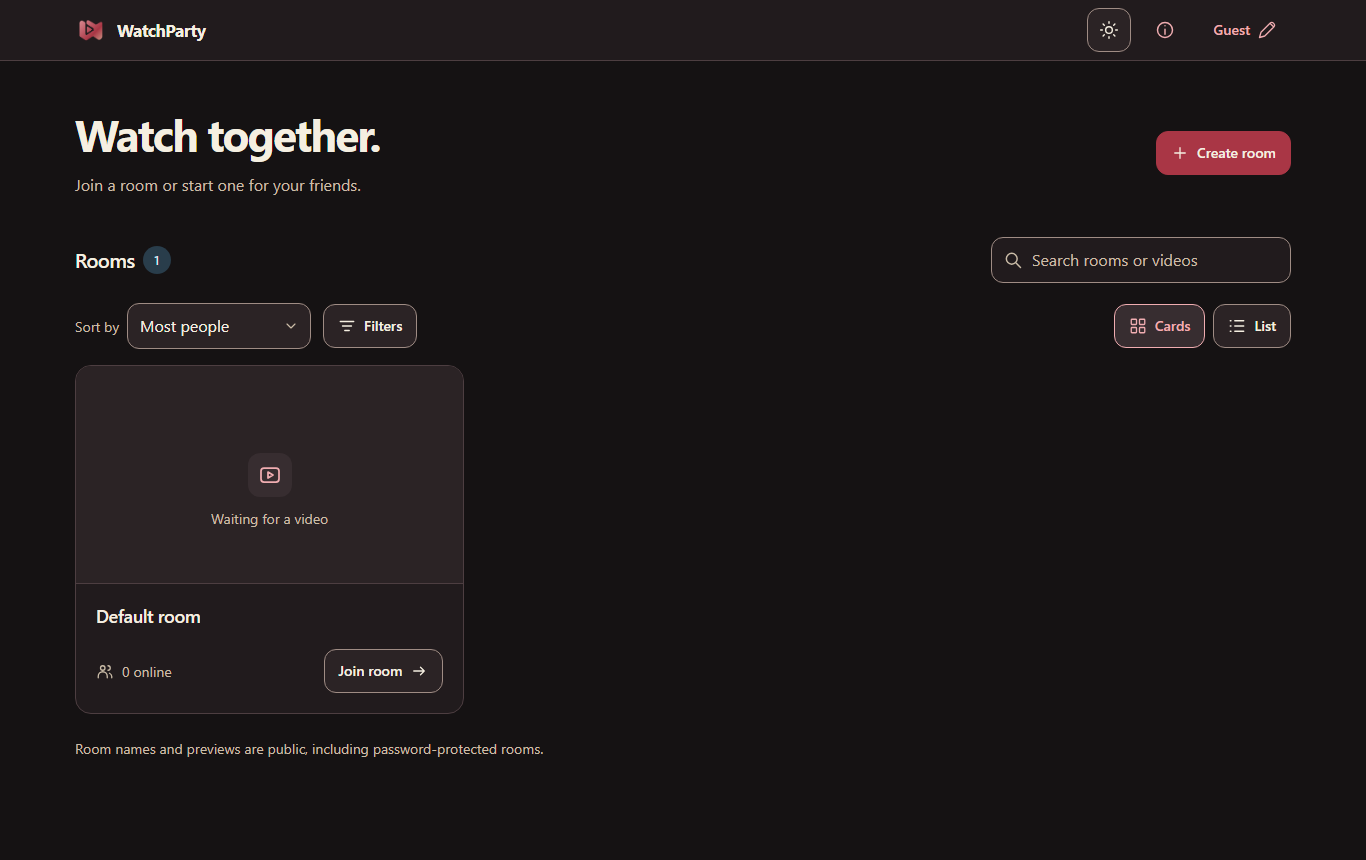 WatchParty
Guest
Watch together.
Join a room or start one for your friends.
Create room
Rooms 1
Search rooms or videos
Sort by Most people Filters
Cards List
Waiting for a video
Default room
0 online
Join room
Room names and previews are public, including password-protected rooms.